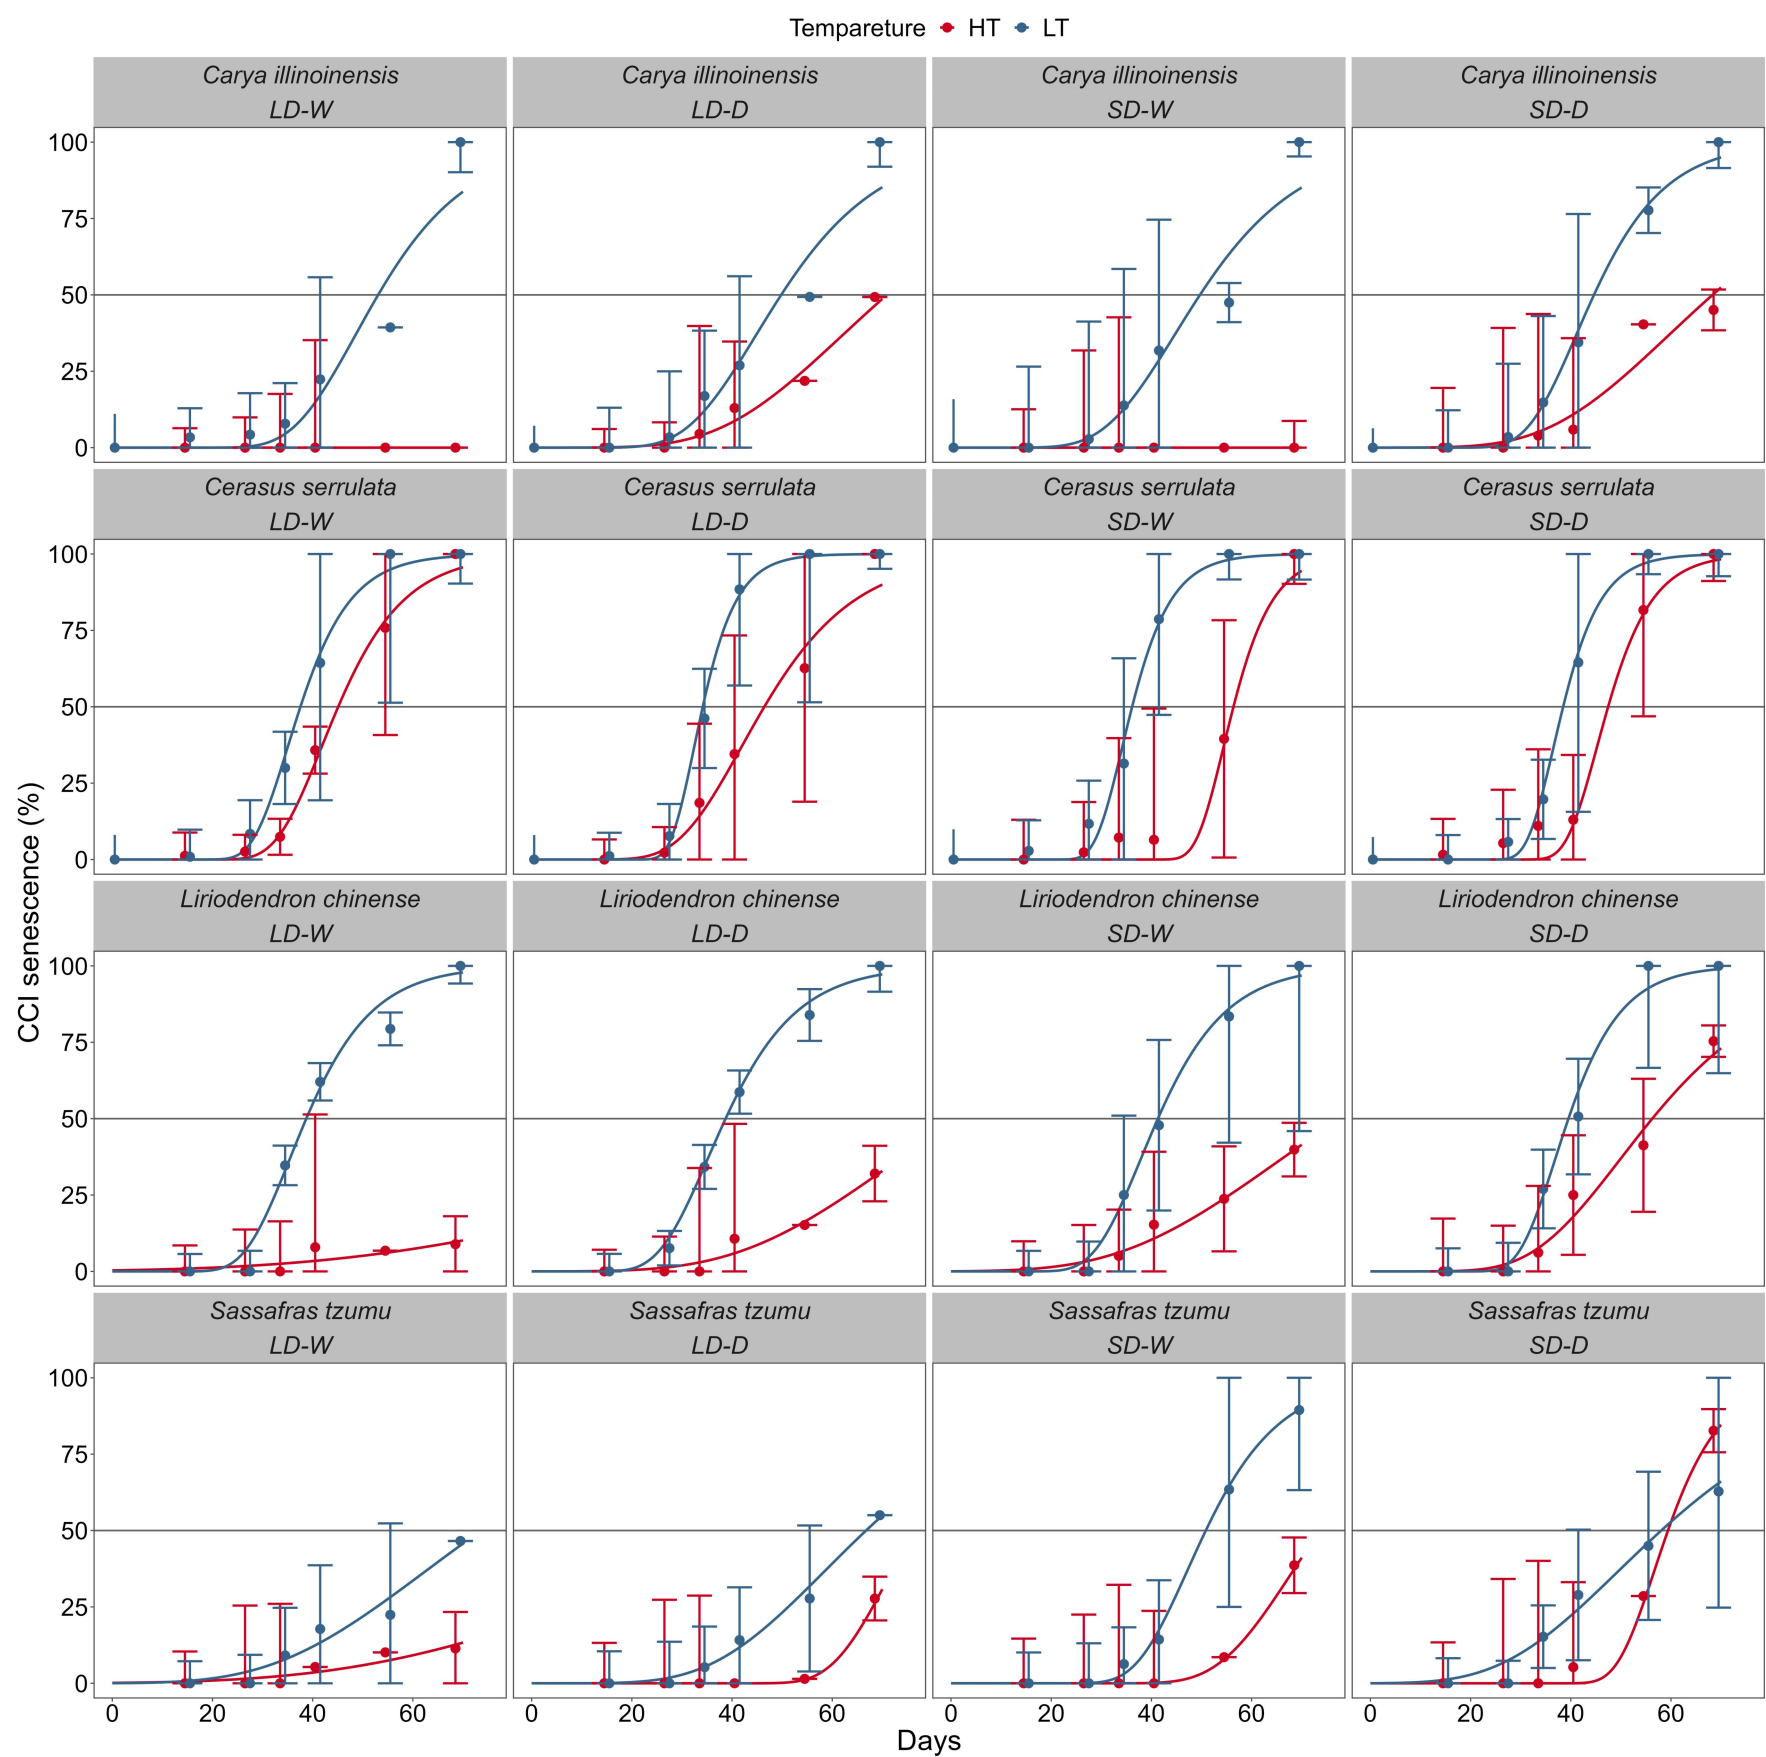 Tempareture HT LT
Carya illinoinensis Carya illinoinensis Carya illinoinensis Carya illinoinensis
LD-W LD-D SD-W SD-D
100
75
50
25
0
Cerasus serrulata Cerasus serrulata Cerasus serrulata Cerasus serrulata
LD-W LD-D SD-W SD-D
100
75
50
25
0
CCI senescence (%)
Liriodendron chinense Liriodendron chinense Liriodendron chinense Liriodendron chinense
LD-W LD-D SD-W SD-D
100
75
50
25
0
Sassafras tzumu Sassafras tzumu Sassafras tzumu Sassafras tzumu
LD-W LD-D SD-W SD-D
100
75
50
25
0
0 20 40 60 0 20 40 60 0 20 40 60 0 20 40 60
Days